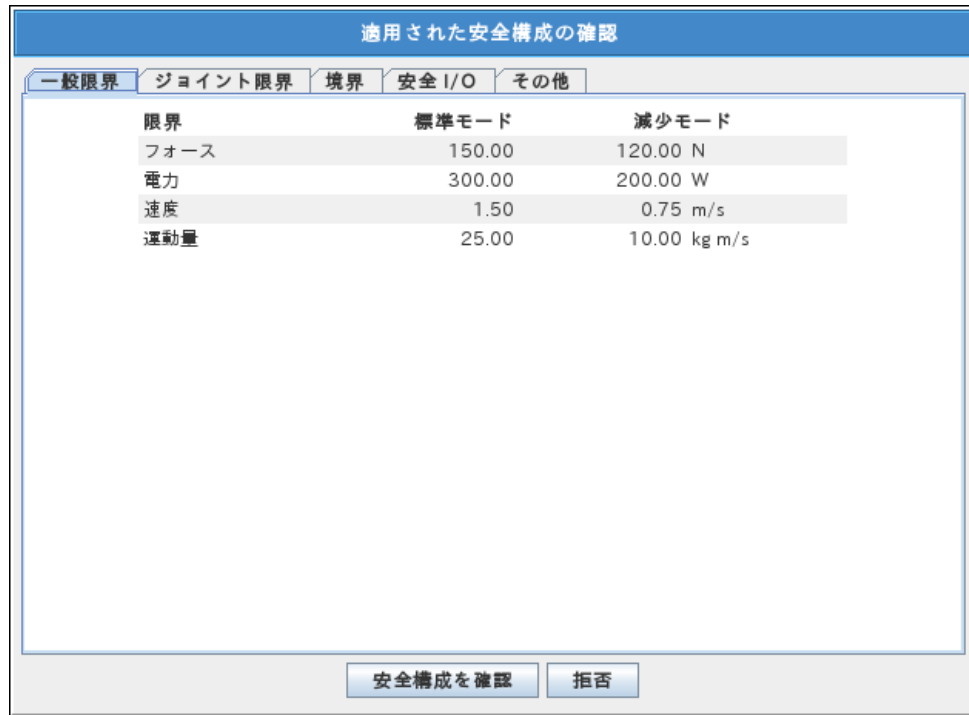 適用された安全構成の確認
一般限界 ジョイント限界 境界 安全 I/O その他
限界 標準モード 減少モード
フォース 150.00 120.00 N
電力 300.00 200.00 W
速度 1.50 0.75 m/s
運動量 25.00 10.00 kg m/s
安全構成を確認 拒否